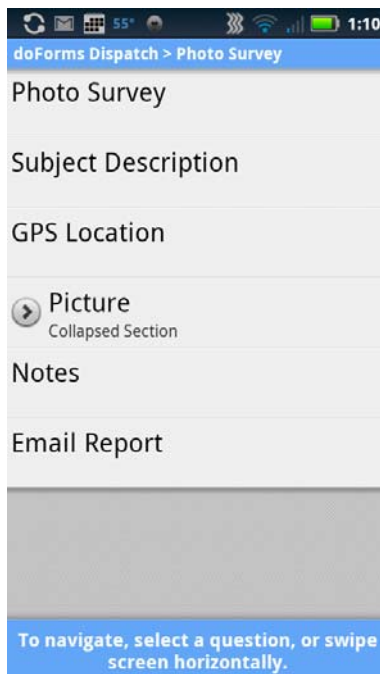 55° 1:10
doForms Dispatch > Photo Survey
Photo Survey
Subject Description
GPS Location
Picture
Collapsed Section
Notes
Email Report
To navigate, select a question, or swipe
screen horizontally.